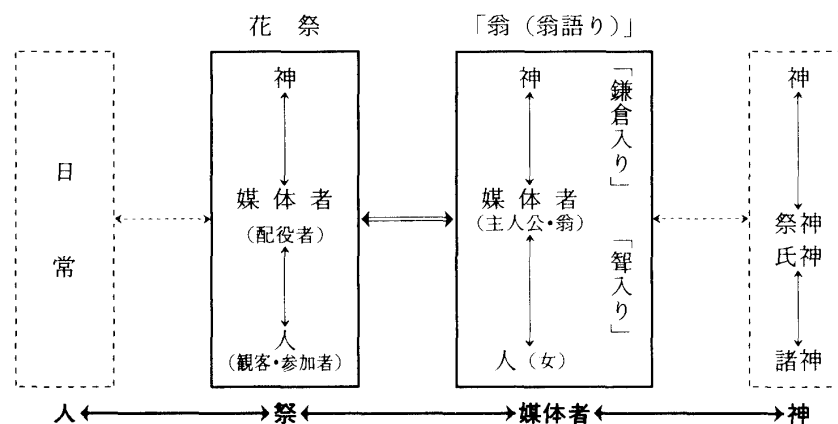 花 祭
「翁（翁語り）」
日
常
神
媒 体 者
（配役者）
人
（観客・参加者）
神
媒 体 者
（主人公・翁）
人（女）
「鎌倉入り」
「聟入り」
神
祭神
氏神
諸神
人
祭
媒体者
神